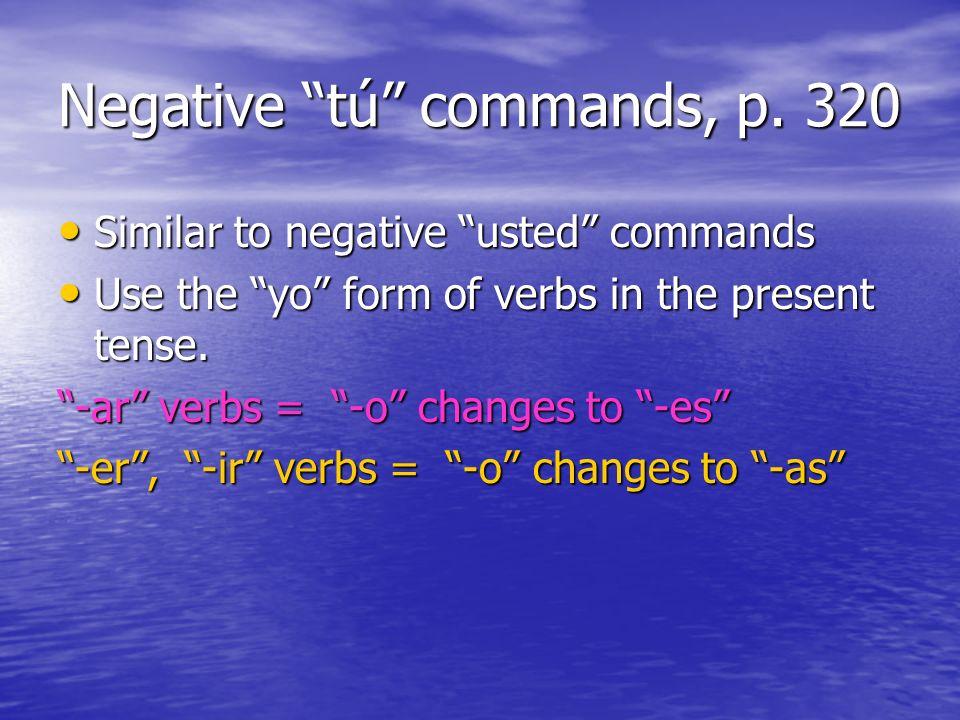 Negative “tú” commands, p. 320
• Similar to negative “usted” commands
• Use the “yo” form of verbs in the present
tense.
“-ar” verbs = “-o” changes to “-es”
“-er”, “-ir” verbs = “-o” changes to “-as”